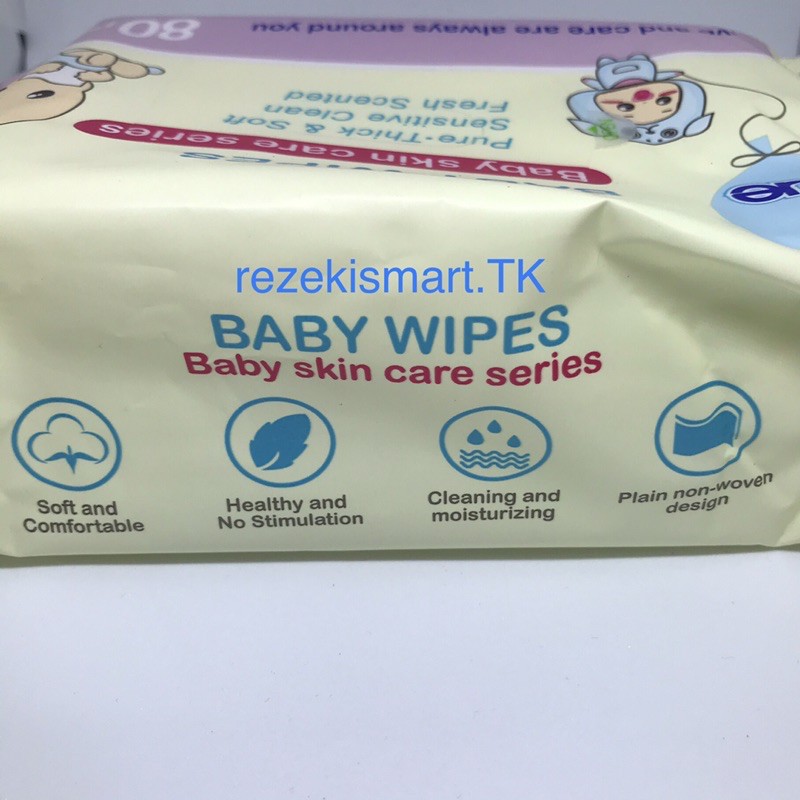 80
and care are always around you
Pure-Thick & Soft
Sensitive Clean
Fresh Scented
Baby skin care series
rezekismart.TK
BABY WIPES
Baby skin care series
Soft and
Comfortable
Healthy and
No Stimulation
Cleaning and
moisturizing
Plain non-woven
design